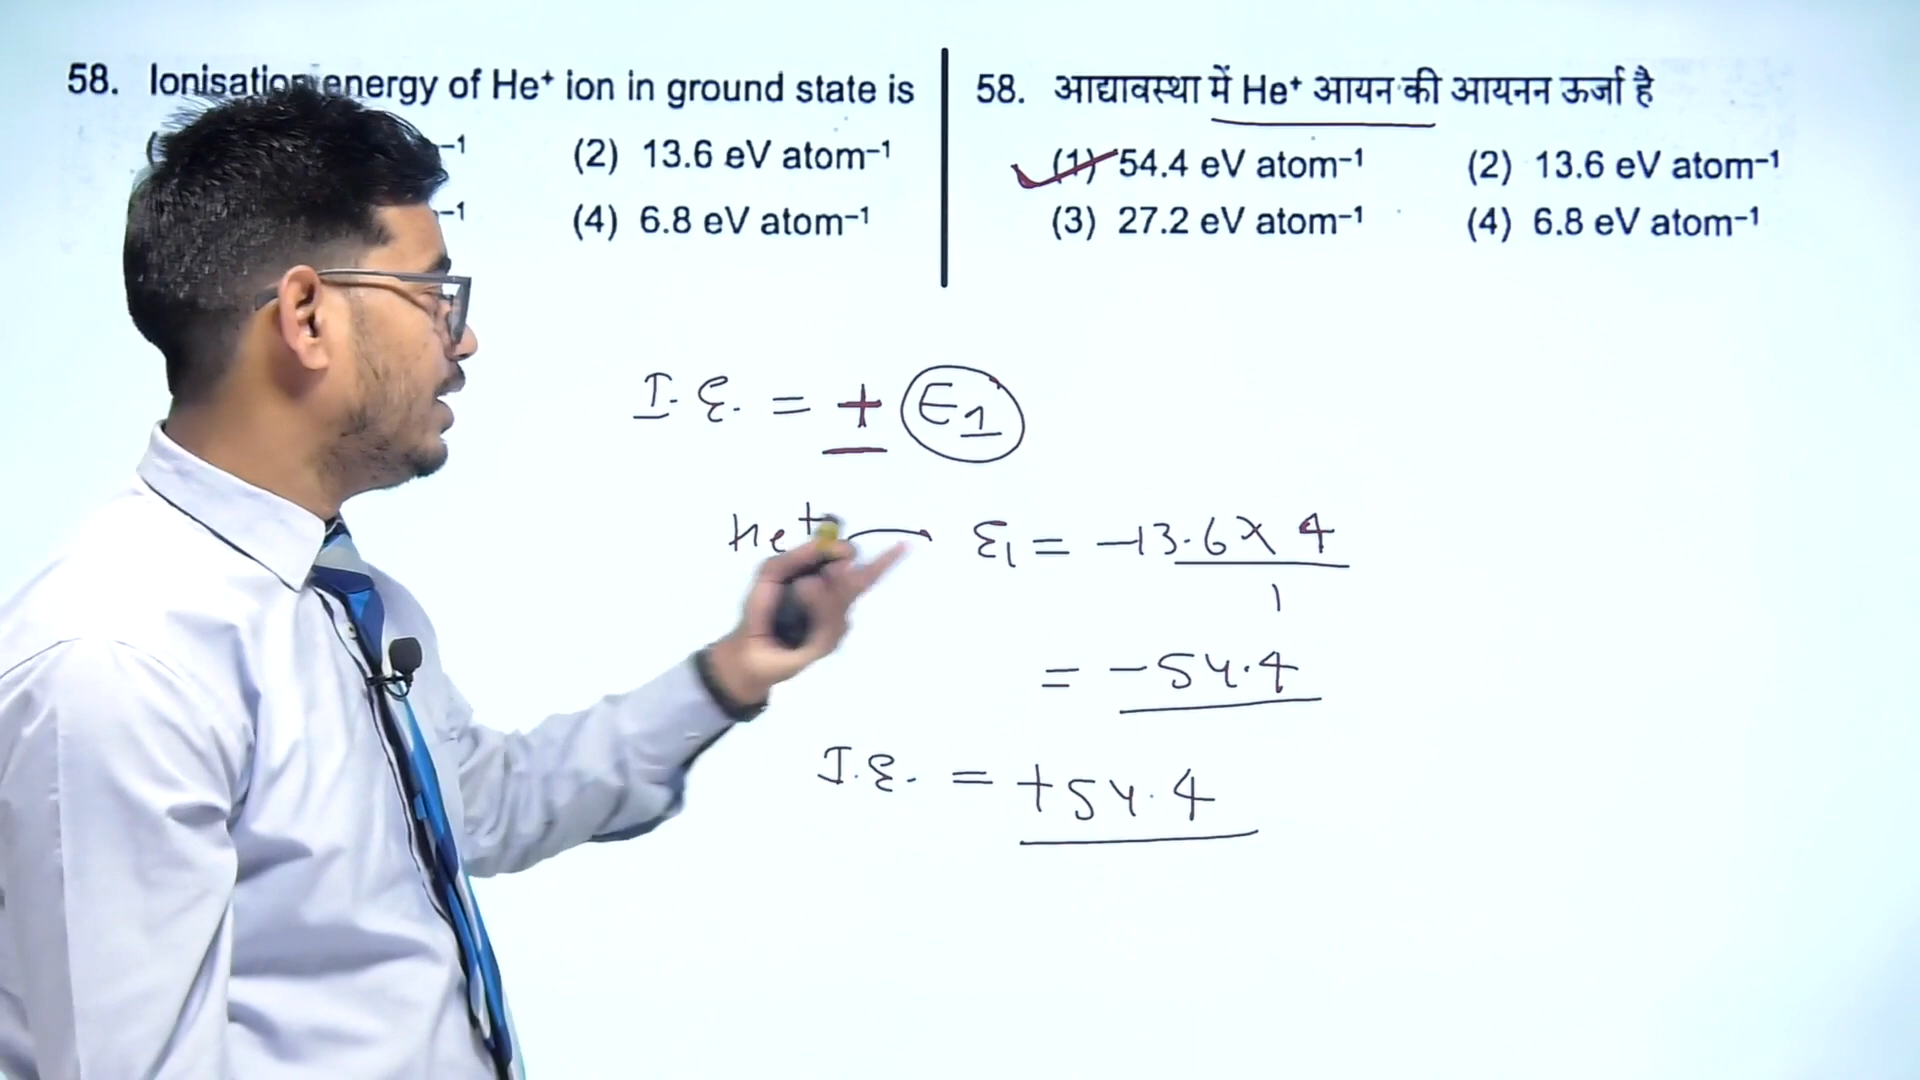 58. Ionisation energy of He⁺ ion in ground state is
(2) 13.6 eV atom⁻¹
(4) 6.8 eV atom⁻¹
58. आद्यावस्था में He⁺ आयन की आयनन ऊर्जा है
(1) 54.4 eV atom⁻¹ (2) 13.6 eV atom⁻¹
(3) 27.2 eV atom⁻¹ (4) 6.8 eV atom⁻¹
I.E. = + E1
He+ E1 = -13.6 x 4
1
= -54.4
I.E. = +54.4